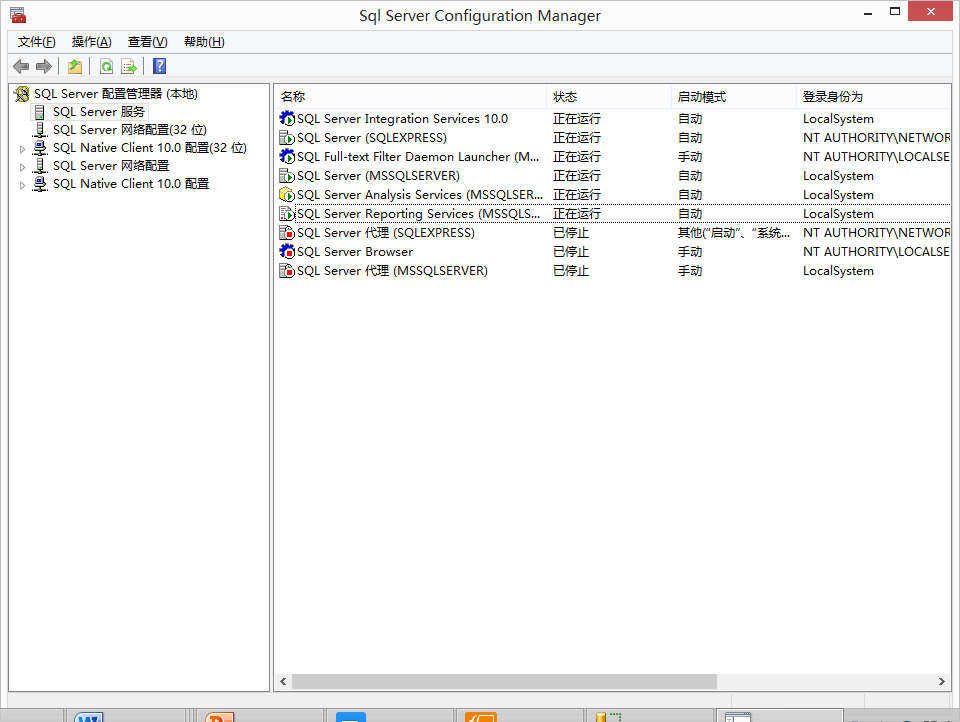 Sql Server Configuration Manager
文件(F) 操作(A) 查看(V) 帮助(H)
SQL Server 配置管理器 (本地)
SQL Server 服务
SQL Server 网络配置(32 位)
SQL Native Client 10.0 配置(32 位)
SQL Server 网络配置
SQL Native Client 10.0 配置
名称 状态 启动模式 登录身份为
SQL Server Integration Services 10.0 正在运行 自动 LocalSystem
SQL Server (SQLEXPRESS) 正在运行 自动 NT AUTHORITY\NETWOR
SQL Full-text Filter Daemon Launcher (M... 正在运行 手动 NT AUTHORITY\LOCALSE
SQL Server (MSSQLSERVER) 正在运行 自动 LocalSystem
SQL Server Analysis Services (MSSQLSER... 正在运行 自动 LocalSystem
SQL Server Reporting Services (MSSQLS... 正在运行 自动 LocalSystem
SQL Server 代理 (SQLEXPRESS) 已停止 其他("启动"、"系统... NT AUTHORITY\NETWOR
SQL Server Browser 已停止 手动 NT AUTHORITY\LOCALSE
SQL Server 代理 (MSSQLSERVER) 已停止 手动 LocalSystem